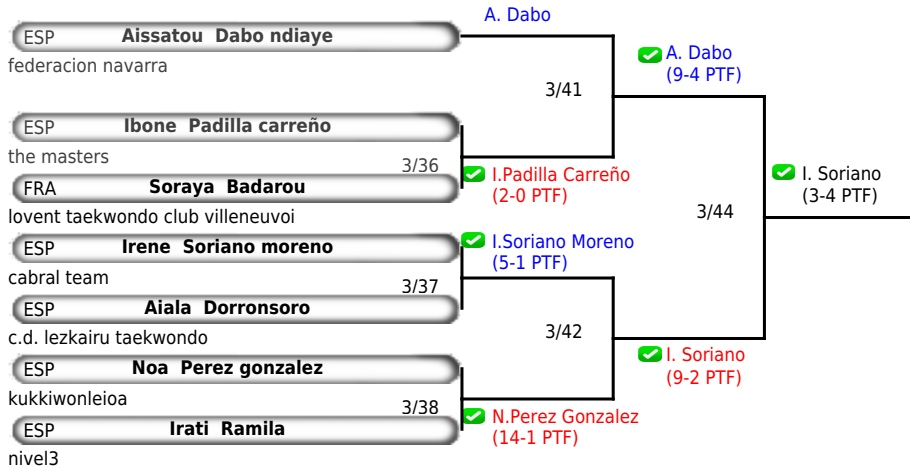 A. Dabo
ESP Aissatou Dabo ndiaye
federacion navarra
A. Dabo
(9-4 PTF)
3/41
ESP Ibone Padilla carreño
the masters
3/36
I.Padilla Carreño
(2-0 PTF)
FRA Soraya Badarou
lovent taekwondo club villeneuvoi
I. Soriano
(3-4 PTF)
3/44
ESP Irene Soriano moreno
I.Soriano Moreno
(5-1 PTF)
cabral team
3/37
ESP Aiala Dorronsoro
c.d. lezkairu taekwondo
3/42
I. Soriano
(9-2 PTF)
ESP Noa Perez gonzalez
kukkiwonleioa
3/38
N.Perez Gonzalez
(14-1 PTF)
ESP Irati Ramila
nivel3